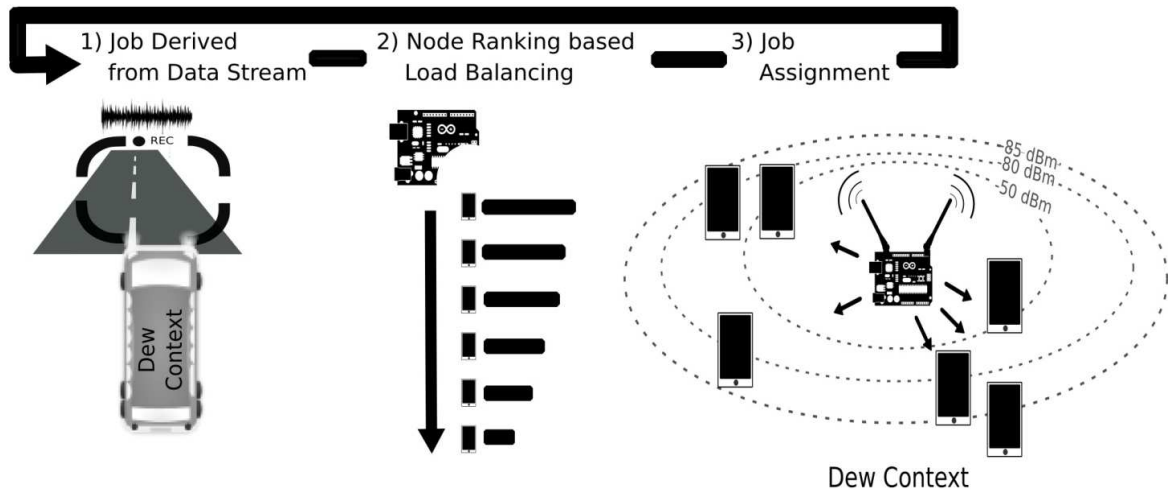 1) Job Derived
from Data Stream
2) Node Ranking based
Load Balancing
3) Job
Assignment
REC
Dew
Context
85 dBm
80 dBm
50 dBm
Dew Context